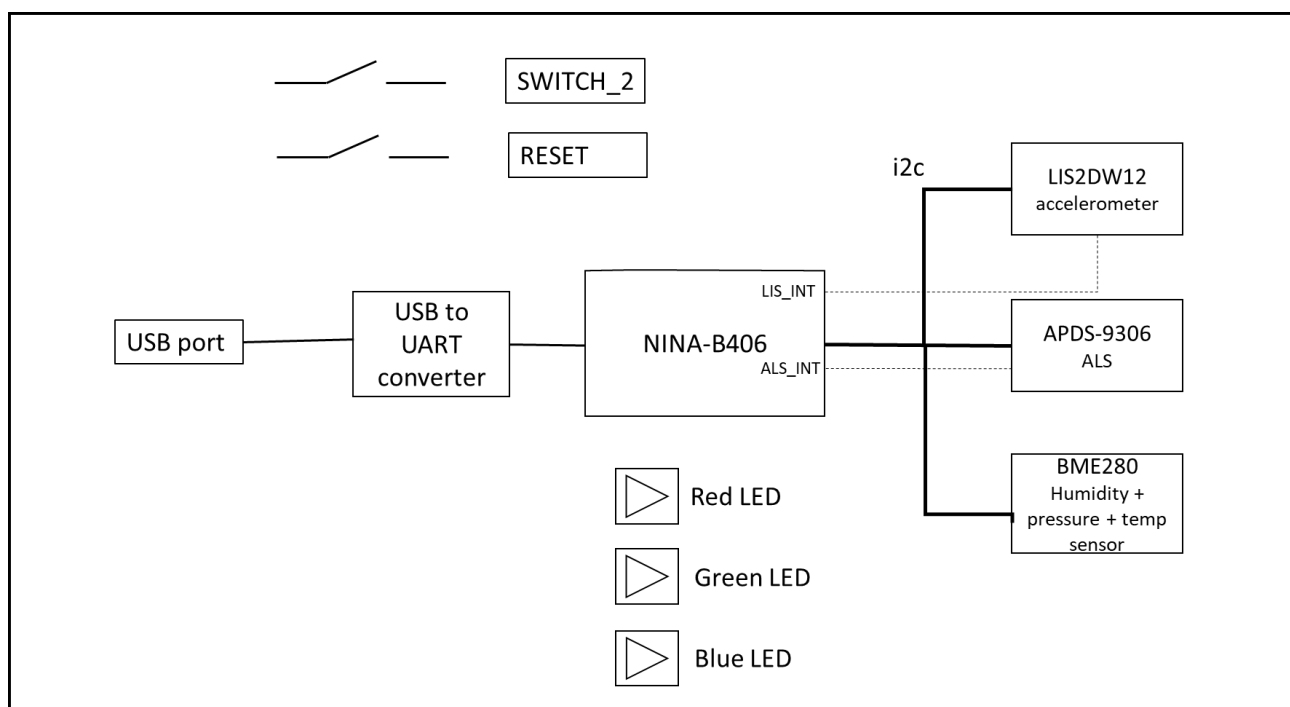 SWITCH_2
RESET
i2c
LIS2DW12
accelerometer
LIS_INT
USB port
USB to
UART
converter
NINA-B406
ALS_INT
APDS-9306
ALS
BME280
Humidity +
pressure + temp
sensor
Red LED
Green LED
Blue LED